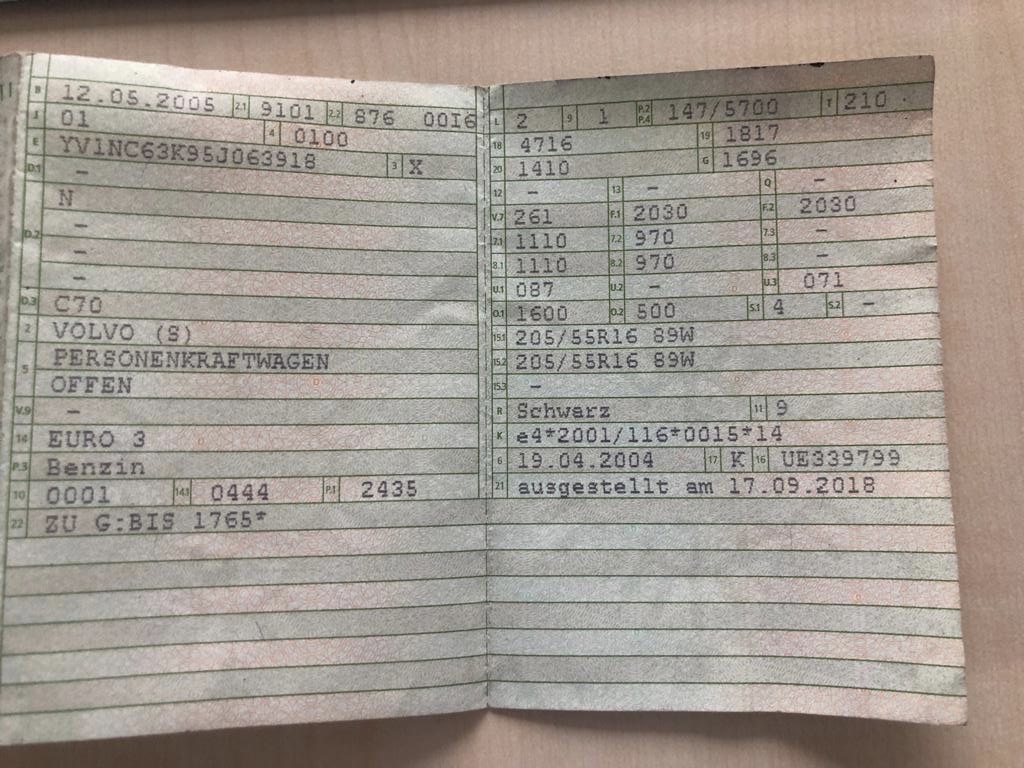 B 12.05.2005 2.1 9101 2.2 876 00I6
J 01 4 0100
E YV1NC63K95J063918 3 X
D.1 -
N
D.2 -
-
-
D.3 C70
2 VOLVO (S)
5 PERSONENKRAFTWAGEN
OFFEN
V.9 -
14 EURO 3
P.3 Benzin
10 0001 14.1 0444 P.1 2435
22 ZU G:BIS 1765*
L 2 9 1 P.2 P.4 147/5700 T 210
18 4716 19 1817
20 1410 G 1696
12 - 13 - Q -
V.7 261 F.1 2030 F.2 2030
7.1 1110 7.2 970 7.3 -
8.1 1110 8.2 970 8.3 -
U.1 087 U.2 - U.3 071
O.1 1600 O.2 500 S.1 4 S.2 -
15.1 205/55R16 89W
15.2 205/55R16 89W
15.3 -
R Schwarz 11 9
K e4*2001/116*0015*14
6 19.04.2004 17 K 16 UE339799
21 ausgestellt am 17.09.2018